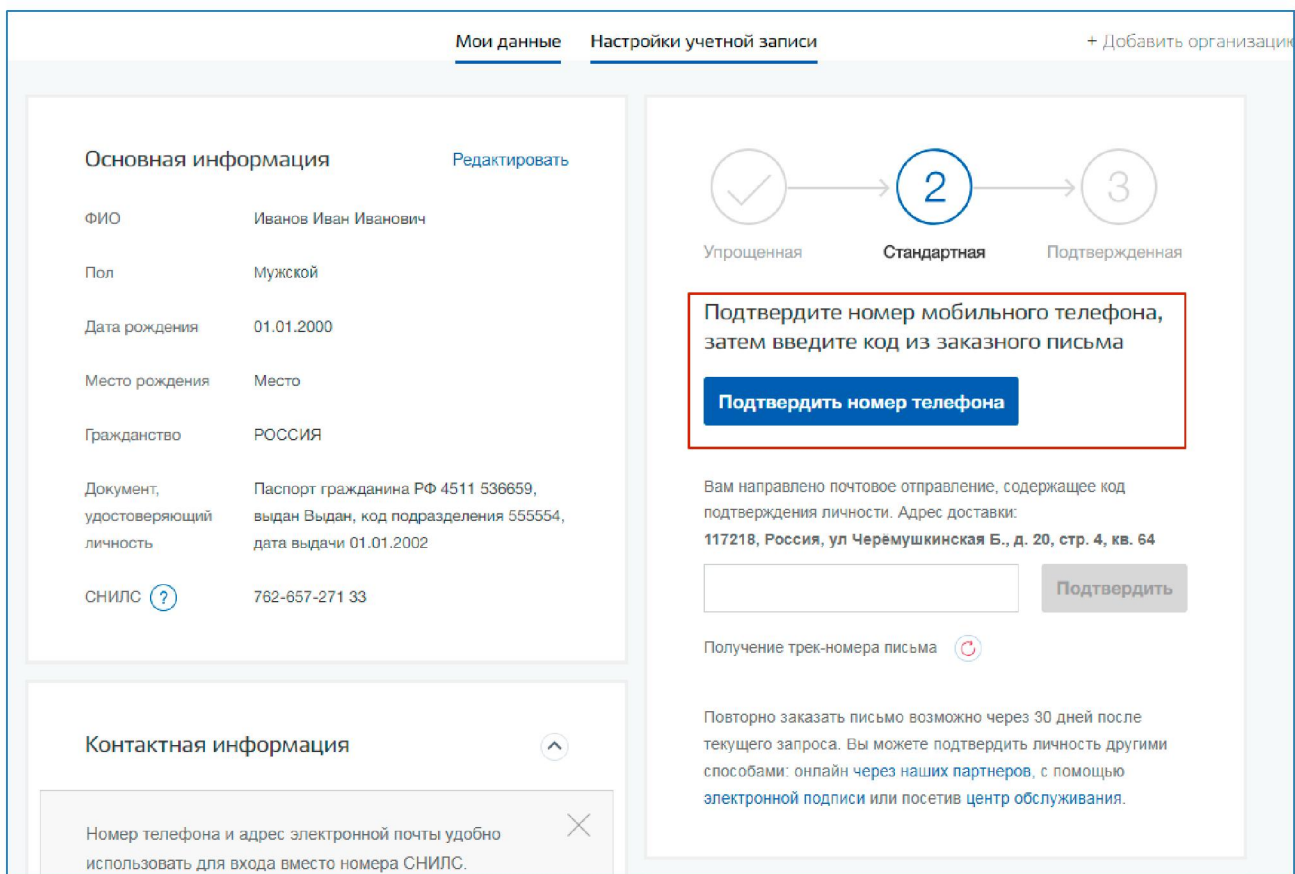 Мои данные Настройки учетной записи + Добавить организацию
Основная информация Редактировать
ФИО Иванов Иван Иванович
Пол Мужской
Дата рождения 01.01.2000
Место рождения Место
Гражданство РОССИЯ
Документ, удостоверяющий личность
Паспорт гражданина РФ 4511 536659,
выдан Выдан, код подразделения 555554,
дата выдачи 01.01.2002
СНИЛС ? 762-657-271 33
Контактная информация
Номер телефона и адрес электронной почты удобно
использовать для входа вместо номера СНИЛС.
2 3
Упрощенная Стандартная Подтвержденная
Подтвердите номер мобильного телефона,
затем введите код из заказного письма
Подтвердить номер телефона
Вам направлено почтовое отправление, содержащее код
подтверждения личности. Адрес доставки:
117218, Россия, ул Черёмушкинская Б., д. 20, стр. 4, кв. 64
Подтвердить
Получение трек-номера письма
Повторно заказать письмо возможно через 30 дней после
текущего запроса. Вы можете подтвердить личность другими
способами: онлайн через наших партнеров, с помощью
электронной подписи или посетив центр обслуживания.